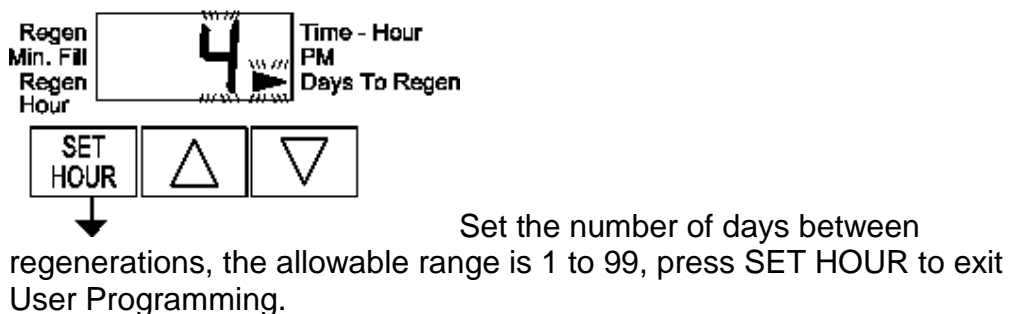 Regen
Min. Fill
Regen
Hour
4
Time - Hour
PM
Days To Regen
SET
HOUR
Set the number of days between
regenerations, the allowable range is 1 to 99, press SET HOUR to exit
User Programming.